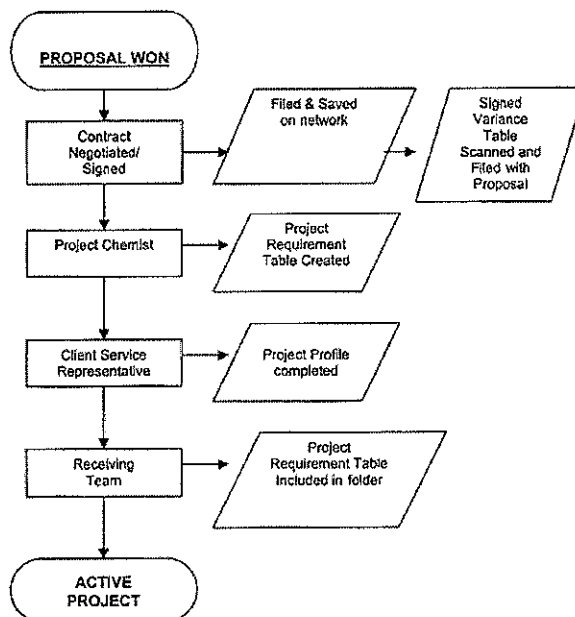 PROPOSAL WON
Contract
Negotiated/
Signed
Filed & Saved
on network
Signed
Variance
Table
Scanned and
Filed with
Proposal
Project Chemist
Project
Requirement
Table Created
Client Service
Representative
Project Profile
completed
Receiving
Team
Project
Requirement Table
Included in folder
ACTIVE
PROJECT